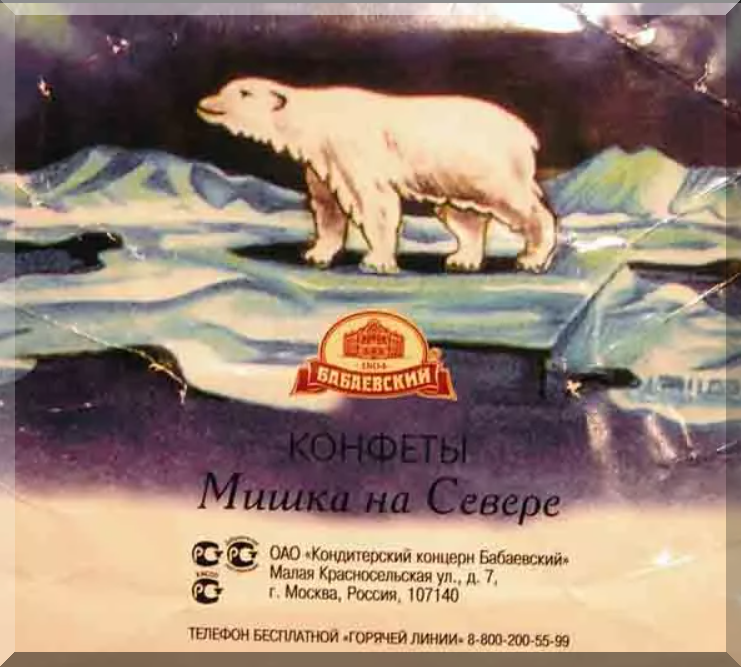 1804
БАБАЕВСКИЙ
КОНФЕТЫ
Мишка на Севере
ОАО «Кондитерский концерн Бабаевский»
Малая Красносельская ул., д. 7,
г. Москва, Россия, 107140
ТЕЛЕФОН БЕСПЛАТНОЙ «ГОРЯЧЕЙ ЛИНИИ» 8-800-200-55-99